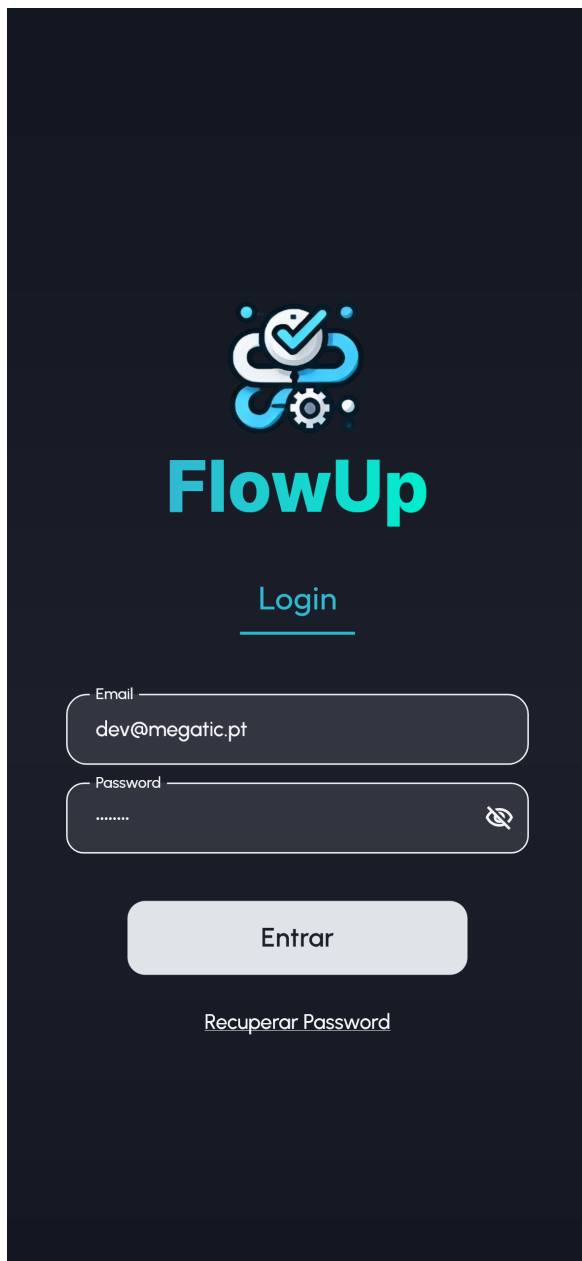 FlowUp
Login
Email
dev@megatic.pt
Password
........
Entrar
Recuperar Password